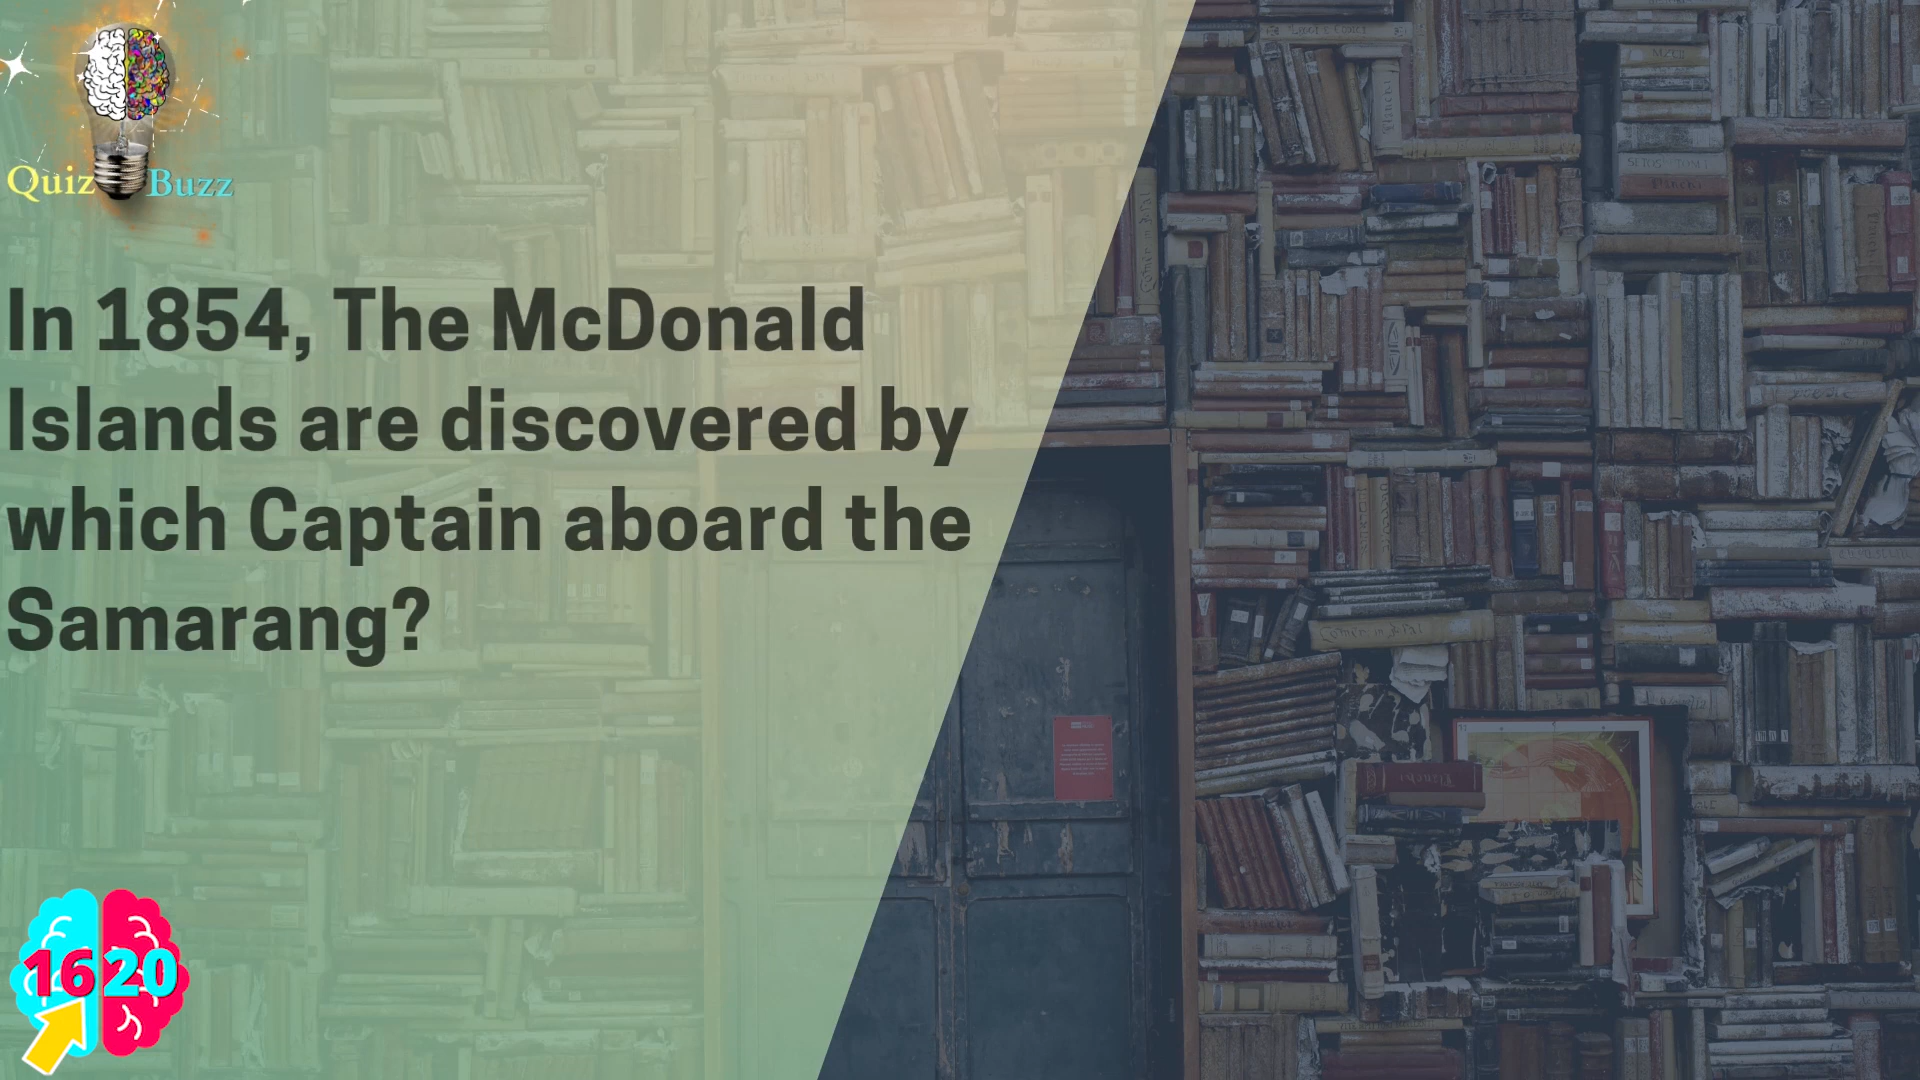 Quiz Buzz
In 1854, The McDonald
Islands are discovered by
which Captain aboard the
Samarang?
1620